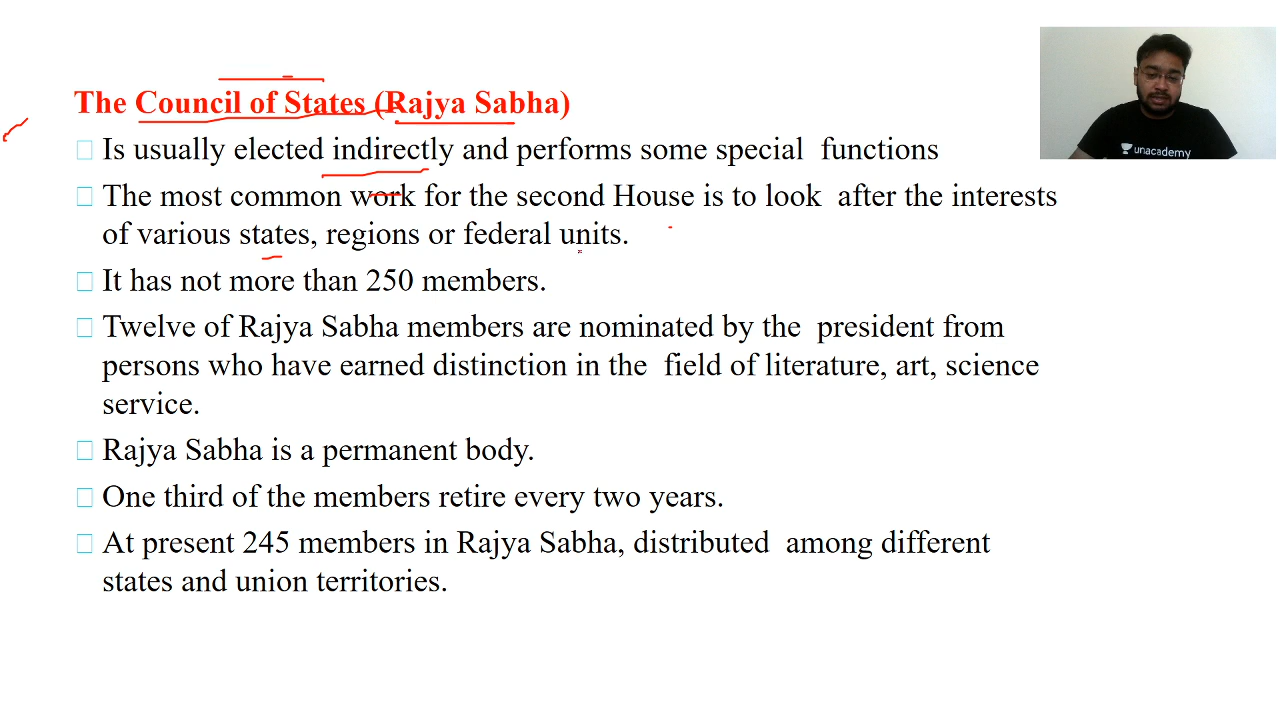 The Council of States (Rajya Sabha)
Is usually elected indirectly and performs some special functions
The most common work for the second House is to look after the interests
of various states, regions or federal units.
It has not more than 250 members.
Twelve of Rajya Sabha members are nominated by the president from
persons who have earned distinction in the field of literature, art, science
service.
Rajya Sabha is a permanent body.
One third of the members retire every two years.
At present 245 members in Rajya Sabha, distributed among different
states and union territories.
unacademy